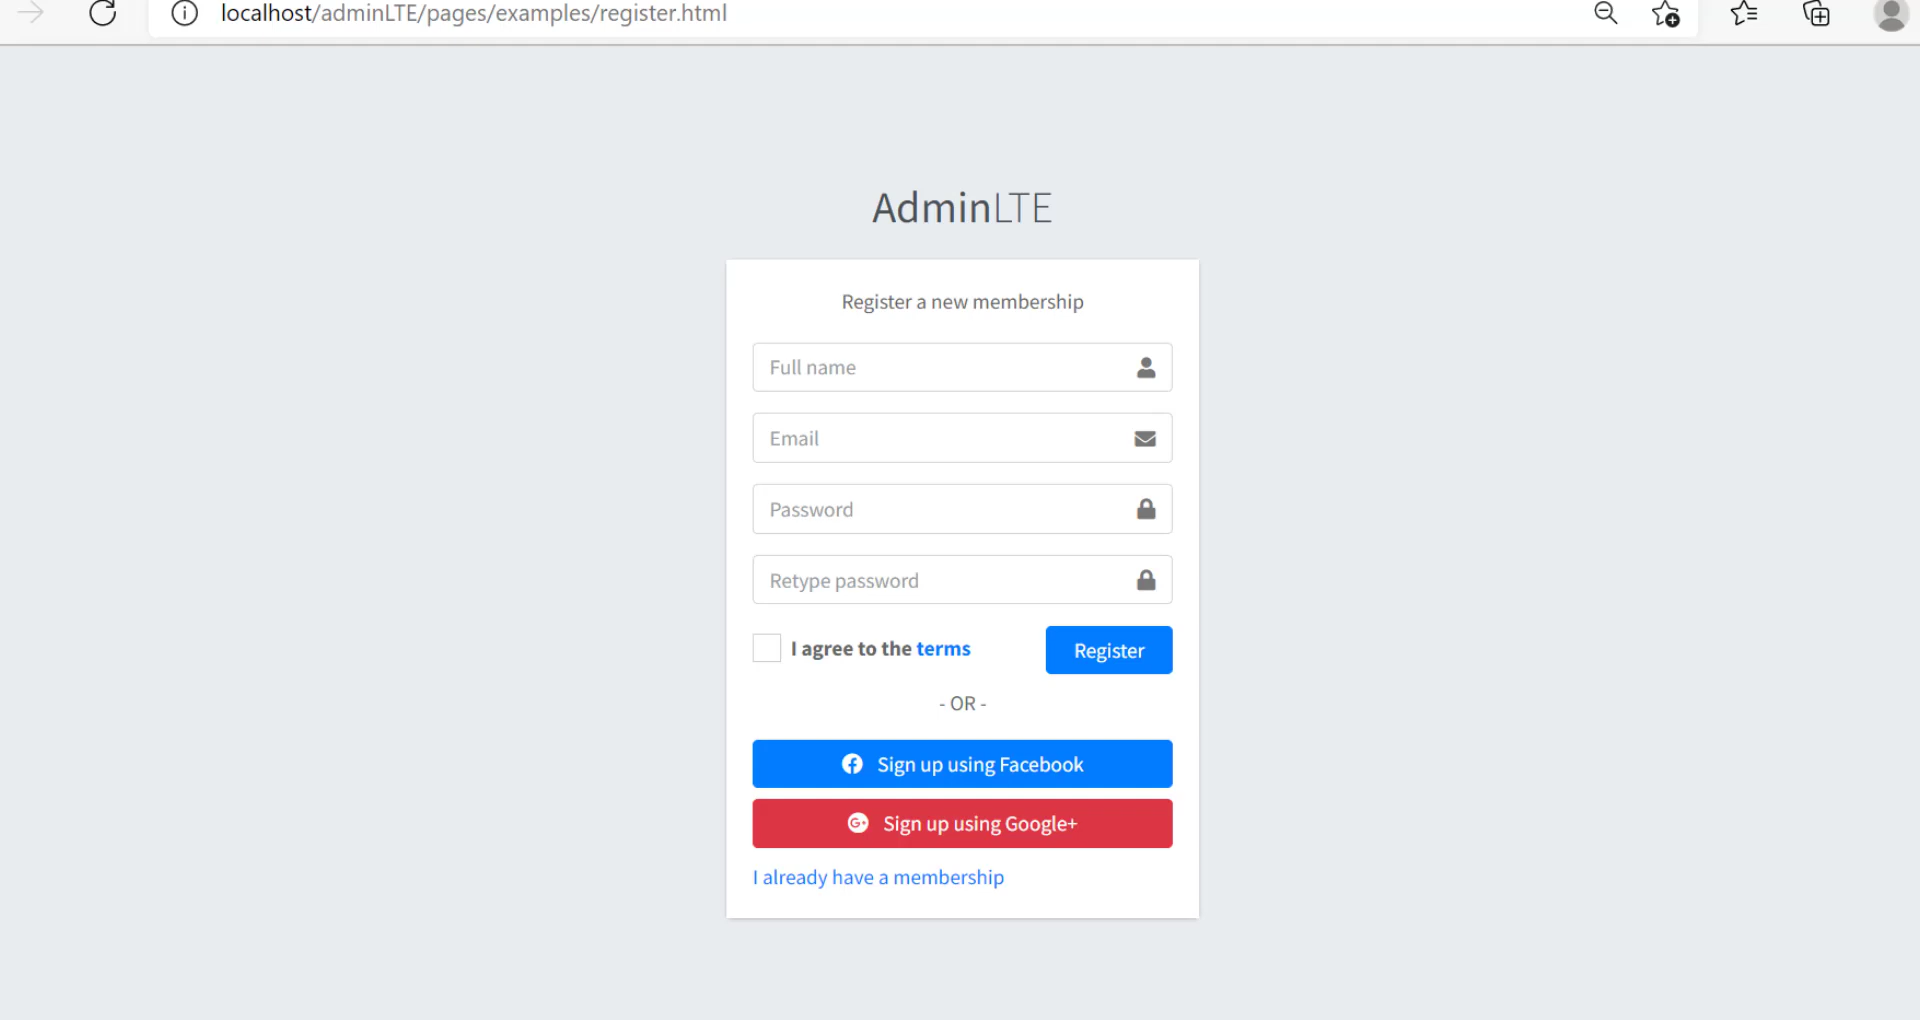 localhost/adminLTE/pages/examples/register.html
AdminLTE
Register a new membership
Full name
Email
Password
Retype password
I agree to the terms
Register
- OR -
Sign up using Facebook
Sign up using Google+
I already have a membership